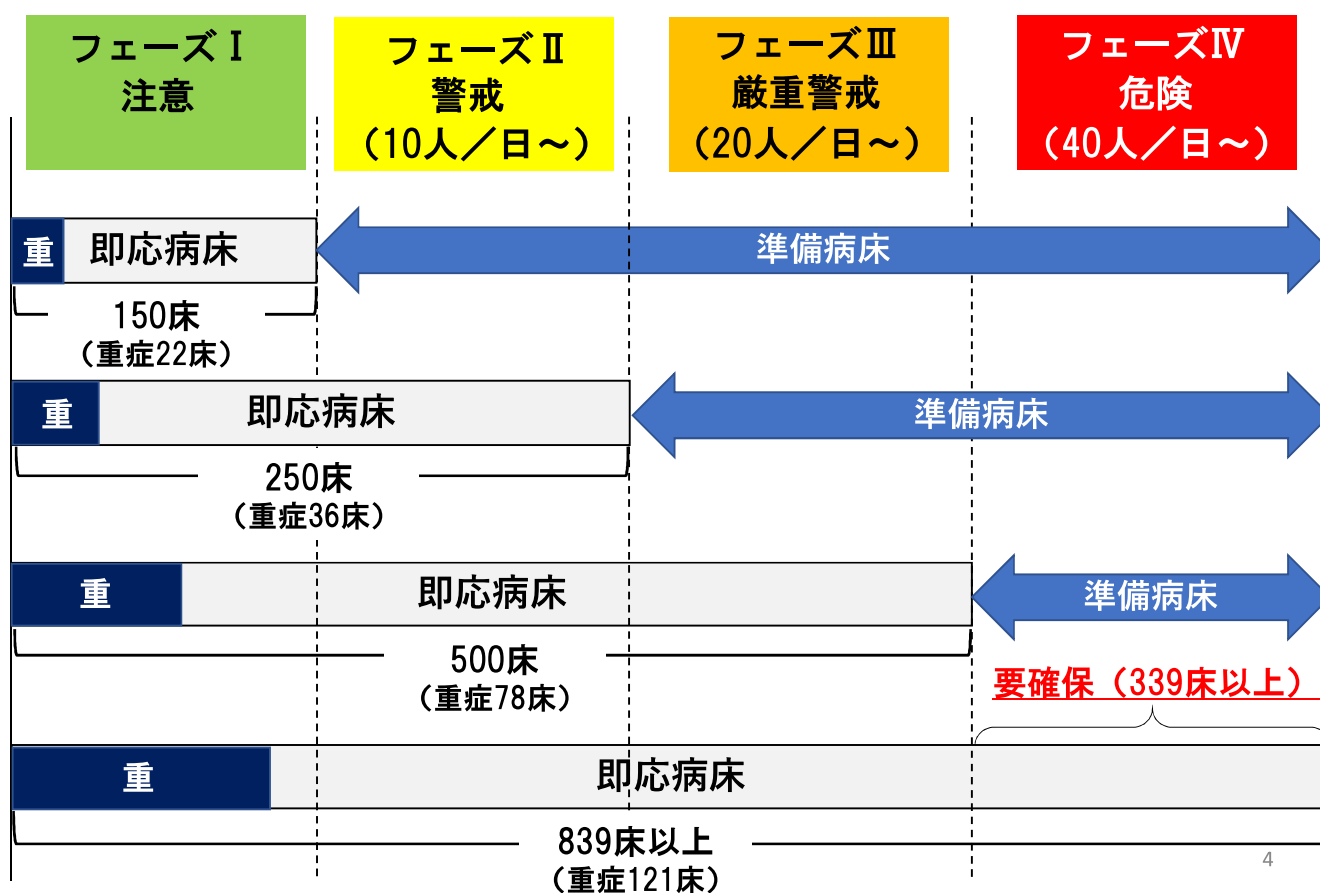 フェーズⅠ
注意
フェーズⅡ
警戒
（10人／日～）
フェーズⅢ
厳重警戒
（20人／日～）
フェーズⅣ
危険
（40人／日～）
重
即応病床
準備病床
150床
（重症22床）
重
即応病床
準備病床
250床
（重症36床）
重
即応病床
準備病床
500床
（重症78床）
要確保（339床以上）
重
即応病床
839床以上
（重症121床）
4